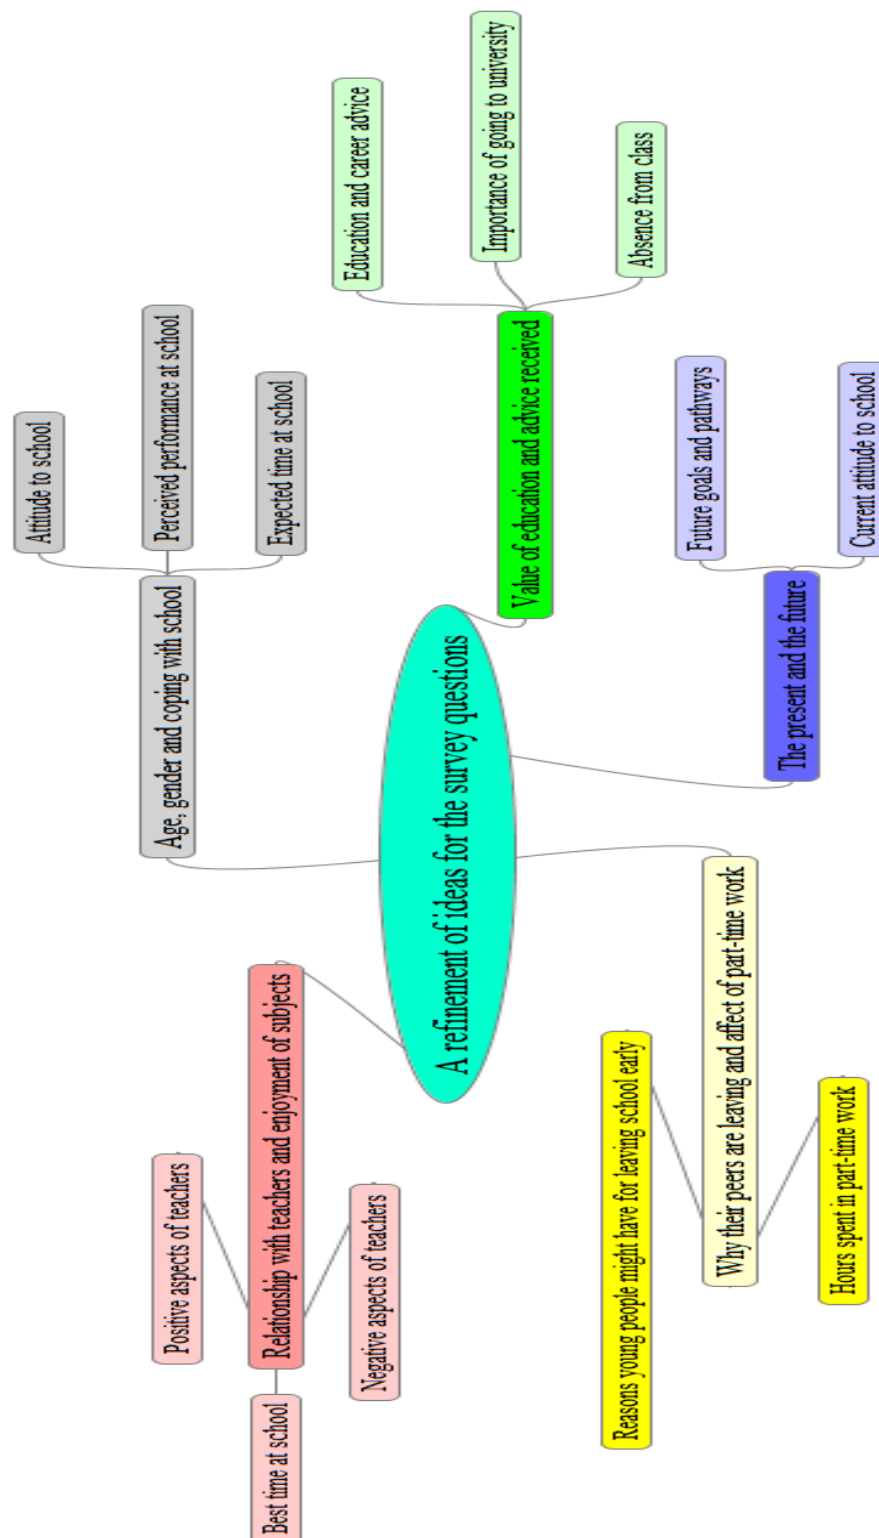 A refinement of ideas for the survey questions
Relationship with teachers and enjoyment of subjects
Positive aspects of teachers
Best time at school
Negative aspects of teachers
Age, gender and coping with school
Attitude to school
Perceived performance at school
Expected time at school
Value of education and advice received
Education and career advice
Importance of going to university
Absence from class
The present and the future
Future goals and pathways
Current attitude to school
Why their peers are leaving and affect of part-time work
Reasons young people might have for leaving school early
Hours spent in part-time work